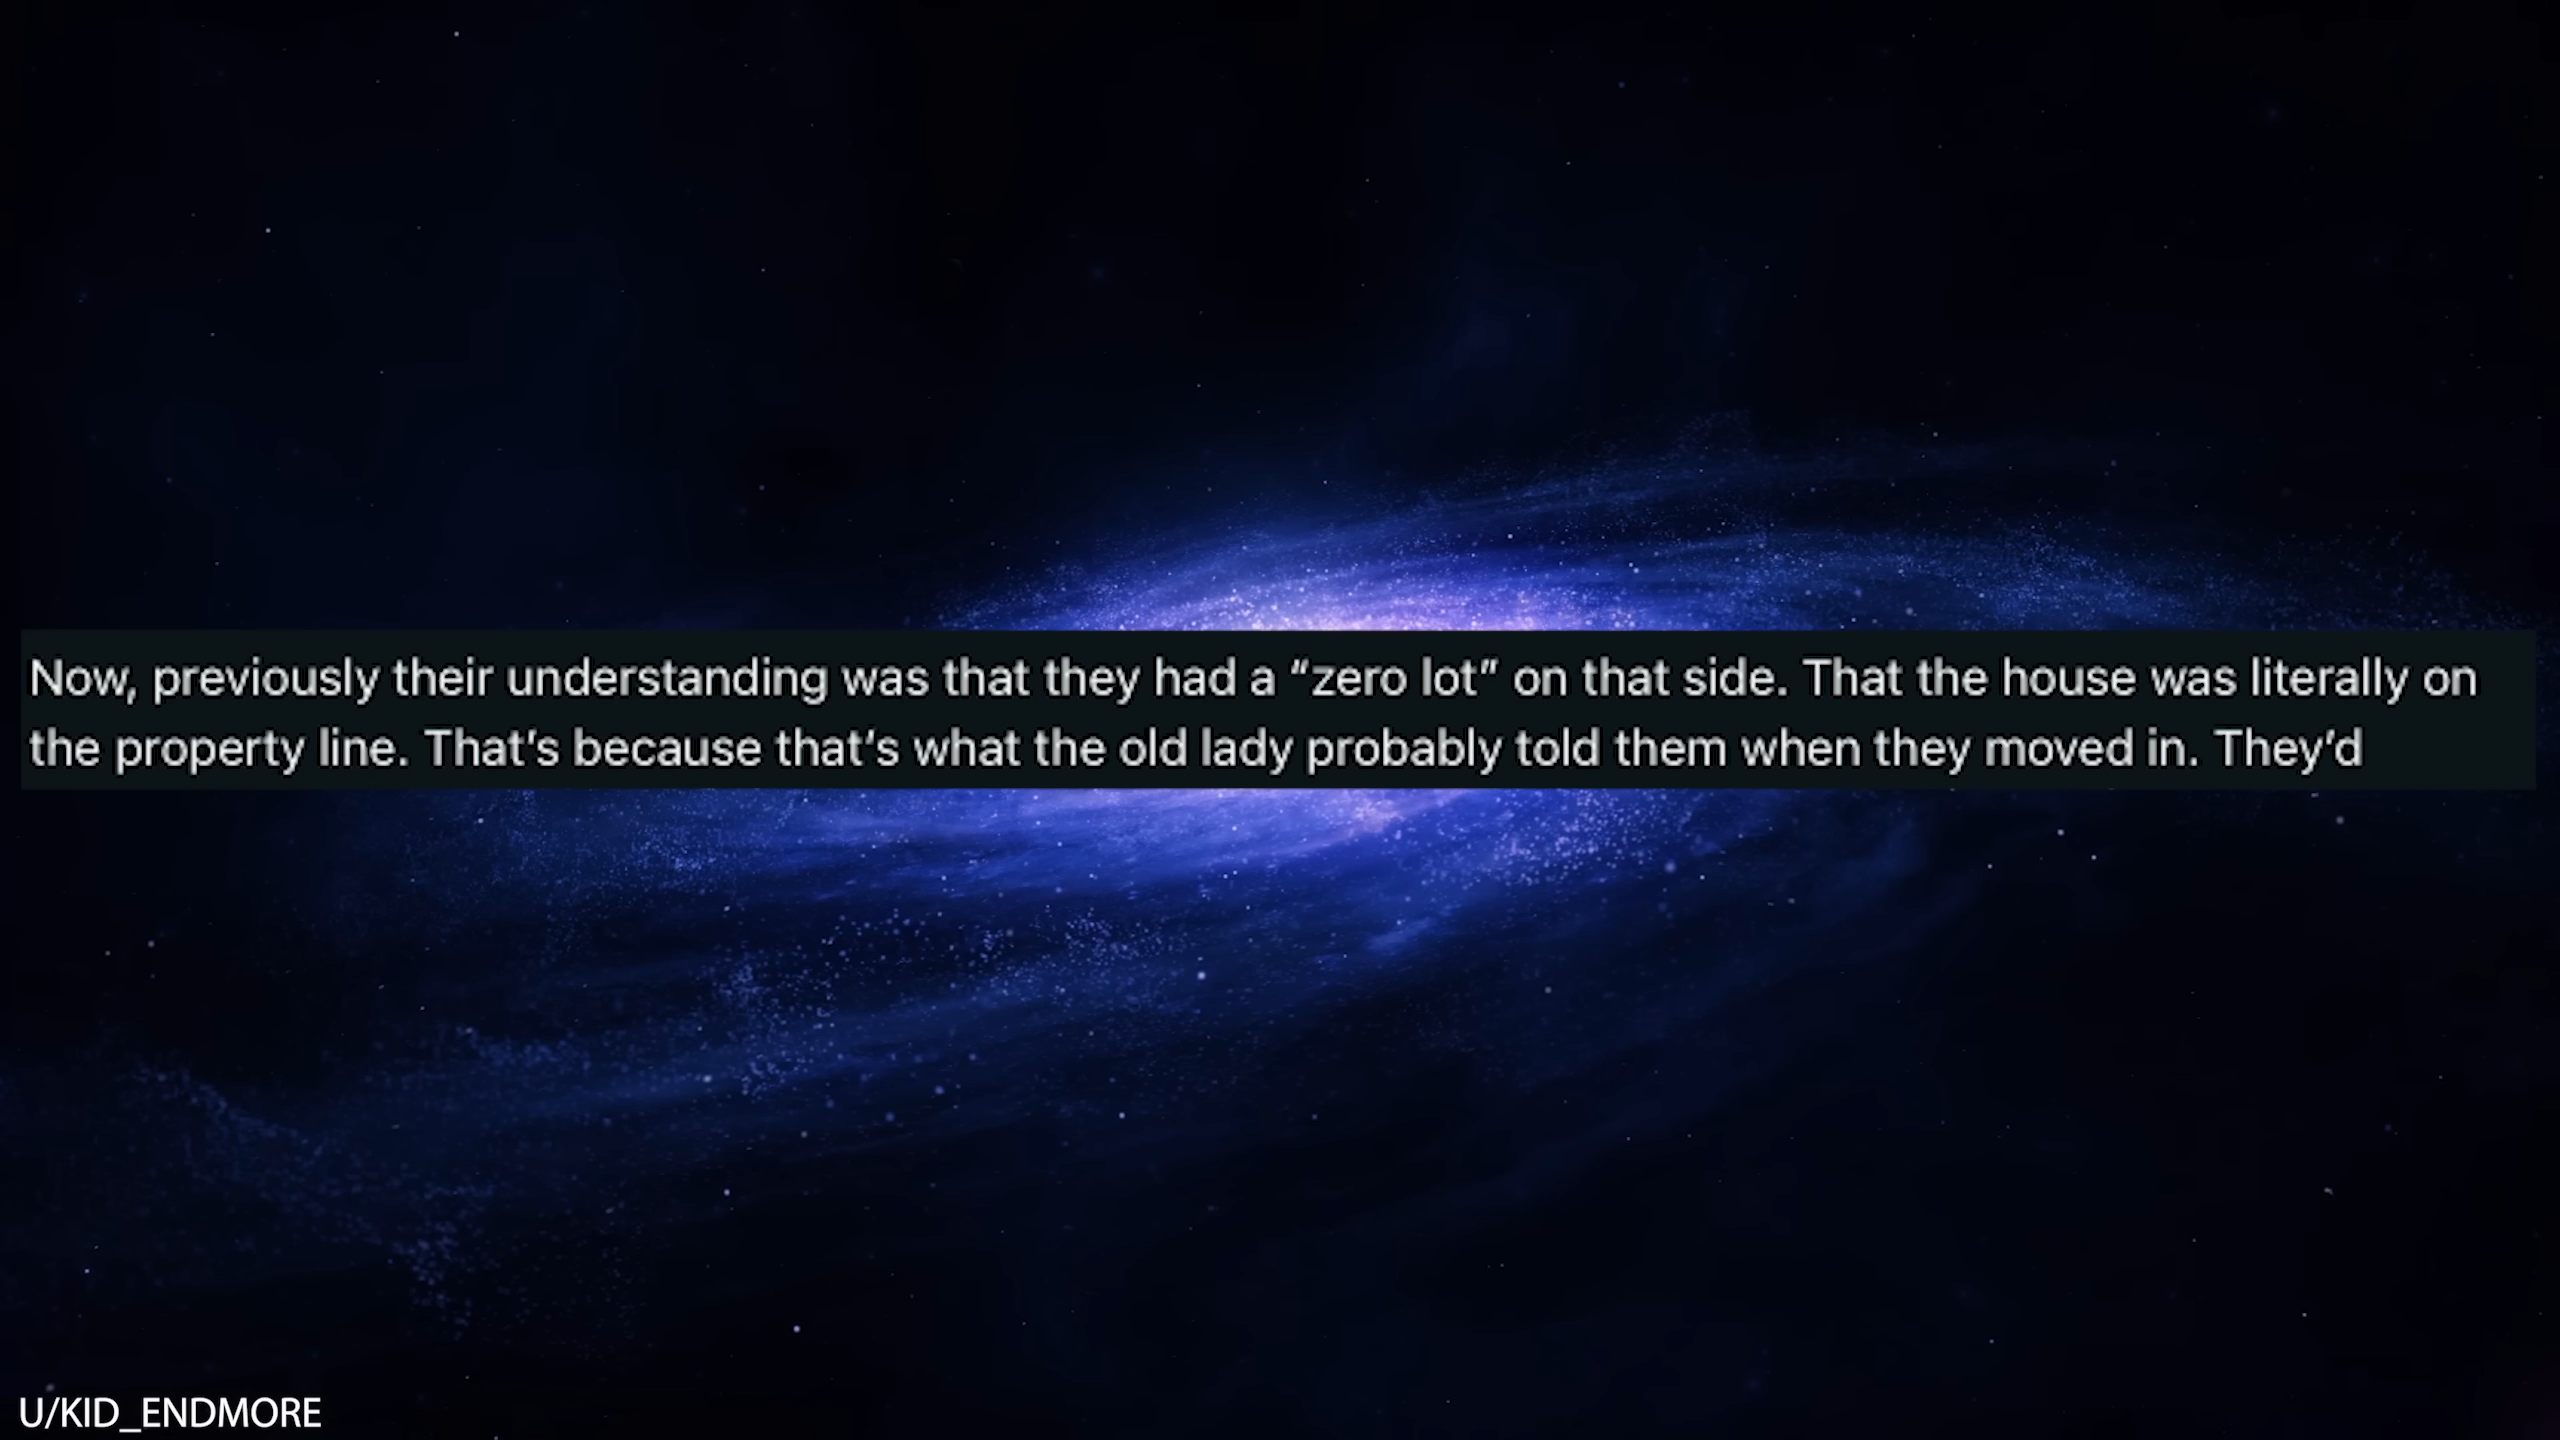 Now, previously their understanding was that they had a “zero lot” on that side. That the house was literally on
the property line. That’s because that’s what the old lady probably told them when they moved in. They’d
U/KID_ENDMORE